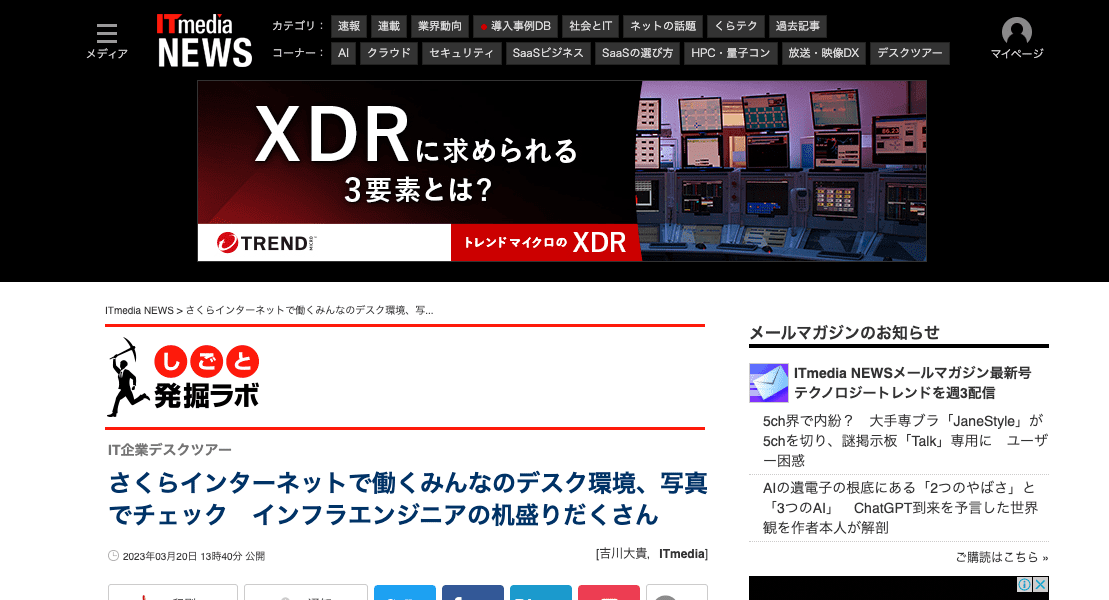 メディア
ITmedia NEWS
カテゴリ： 速報 連載 業界動向 導入事例DB 社会とIT ネットの話題 くらテク 過去記事
コーナー： AI クラウド セキュリティ SaaSビジネス SaaSの選び方 HPC・量子コン 放送・映像DX デスクツアー
マイページ
XDRに求められる
3要素とは?
TREND MICRO
トレンドマイクロの XDR
ITmedia NEWS > さくらインターネットで働くみんなのデスク環境、写...
しごと
発掘ラボ
IT企業デスクツアー
さくらインターネットで働くみんなのデスク環境、写真
でチェック　インフラエンジニアの机盛りだくさん
2023年03月20日 13時40分 公開
[吉川大貴，ITmedia]
メールマガジンのお知らせ
ITmedia NEWSメールマガジン最新号
テクノロジートレンドを週3配信
5ch界で内紛？　大手専ブラ「JaneStyle」が
5chを切り、謎掲示板「Talk」専用に　ユーザ
ー困惑
AIの遺電子の根底にある「2つのやばさ」と
「3つのAI」　ChatGPT到来を予言した世界
観を作者本人が解剖
ご購読はこちら »